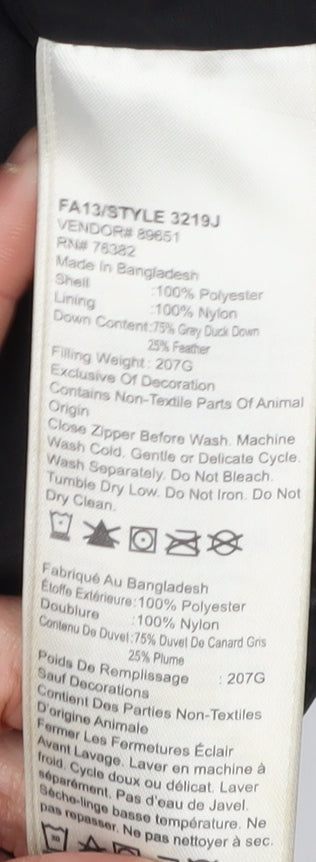 FA13/STYLE 3219J
VENDOR# 89651
RN# 76382
Made In Bangladesh
Shell :100% Polyester
Lining :100% Nylon
Down Content:75% Gray Duck Down
25% Feather
Filling Weight: 207G
Exclusive Of Decoration
Contains Non-Textile Parts Of Animal
Origin
Close Zipper Before Wash. Machine
Wash Cold. Gentle or Delicate Cycle.
Wash Separately. Do Not Bleach.
Tumble Dry Low. Do Not Iron. Do Not
Dry Clean.
Fabriqué Au Bangladesh
Étoffe Extérieure:100% Polyester
Doublure :100% Nylon
Contenu De Duvet:75% Duvet De Canard Gris
25% Plume
Poids De Remplissage : 207G
Sauf Decorations
Contient Des Parties Non-Textiles
D'origine Animale
Fermer Les Fermetures Éclair
Avant Lavage. Laver en machine à
froid. Cycle doux ou délicat. Laver
séparément. Pas d'eau de Javel.
Sèche-linge basse température. Ne
pas repasser. Ne pas nettoyer à sec.